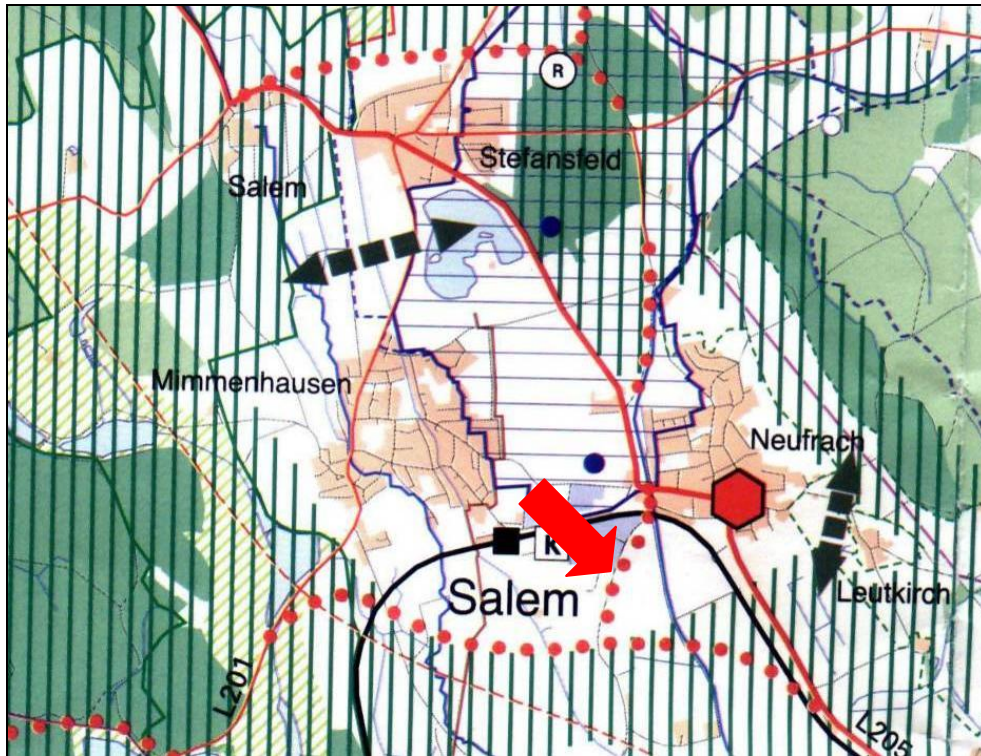 R
Stefansfeld
Salem
Mimmenhausen
Neufrach
K
Salem
Leutkirch
L201
L205